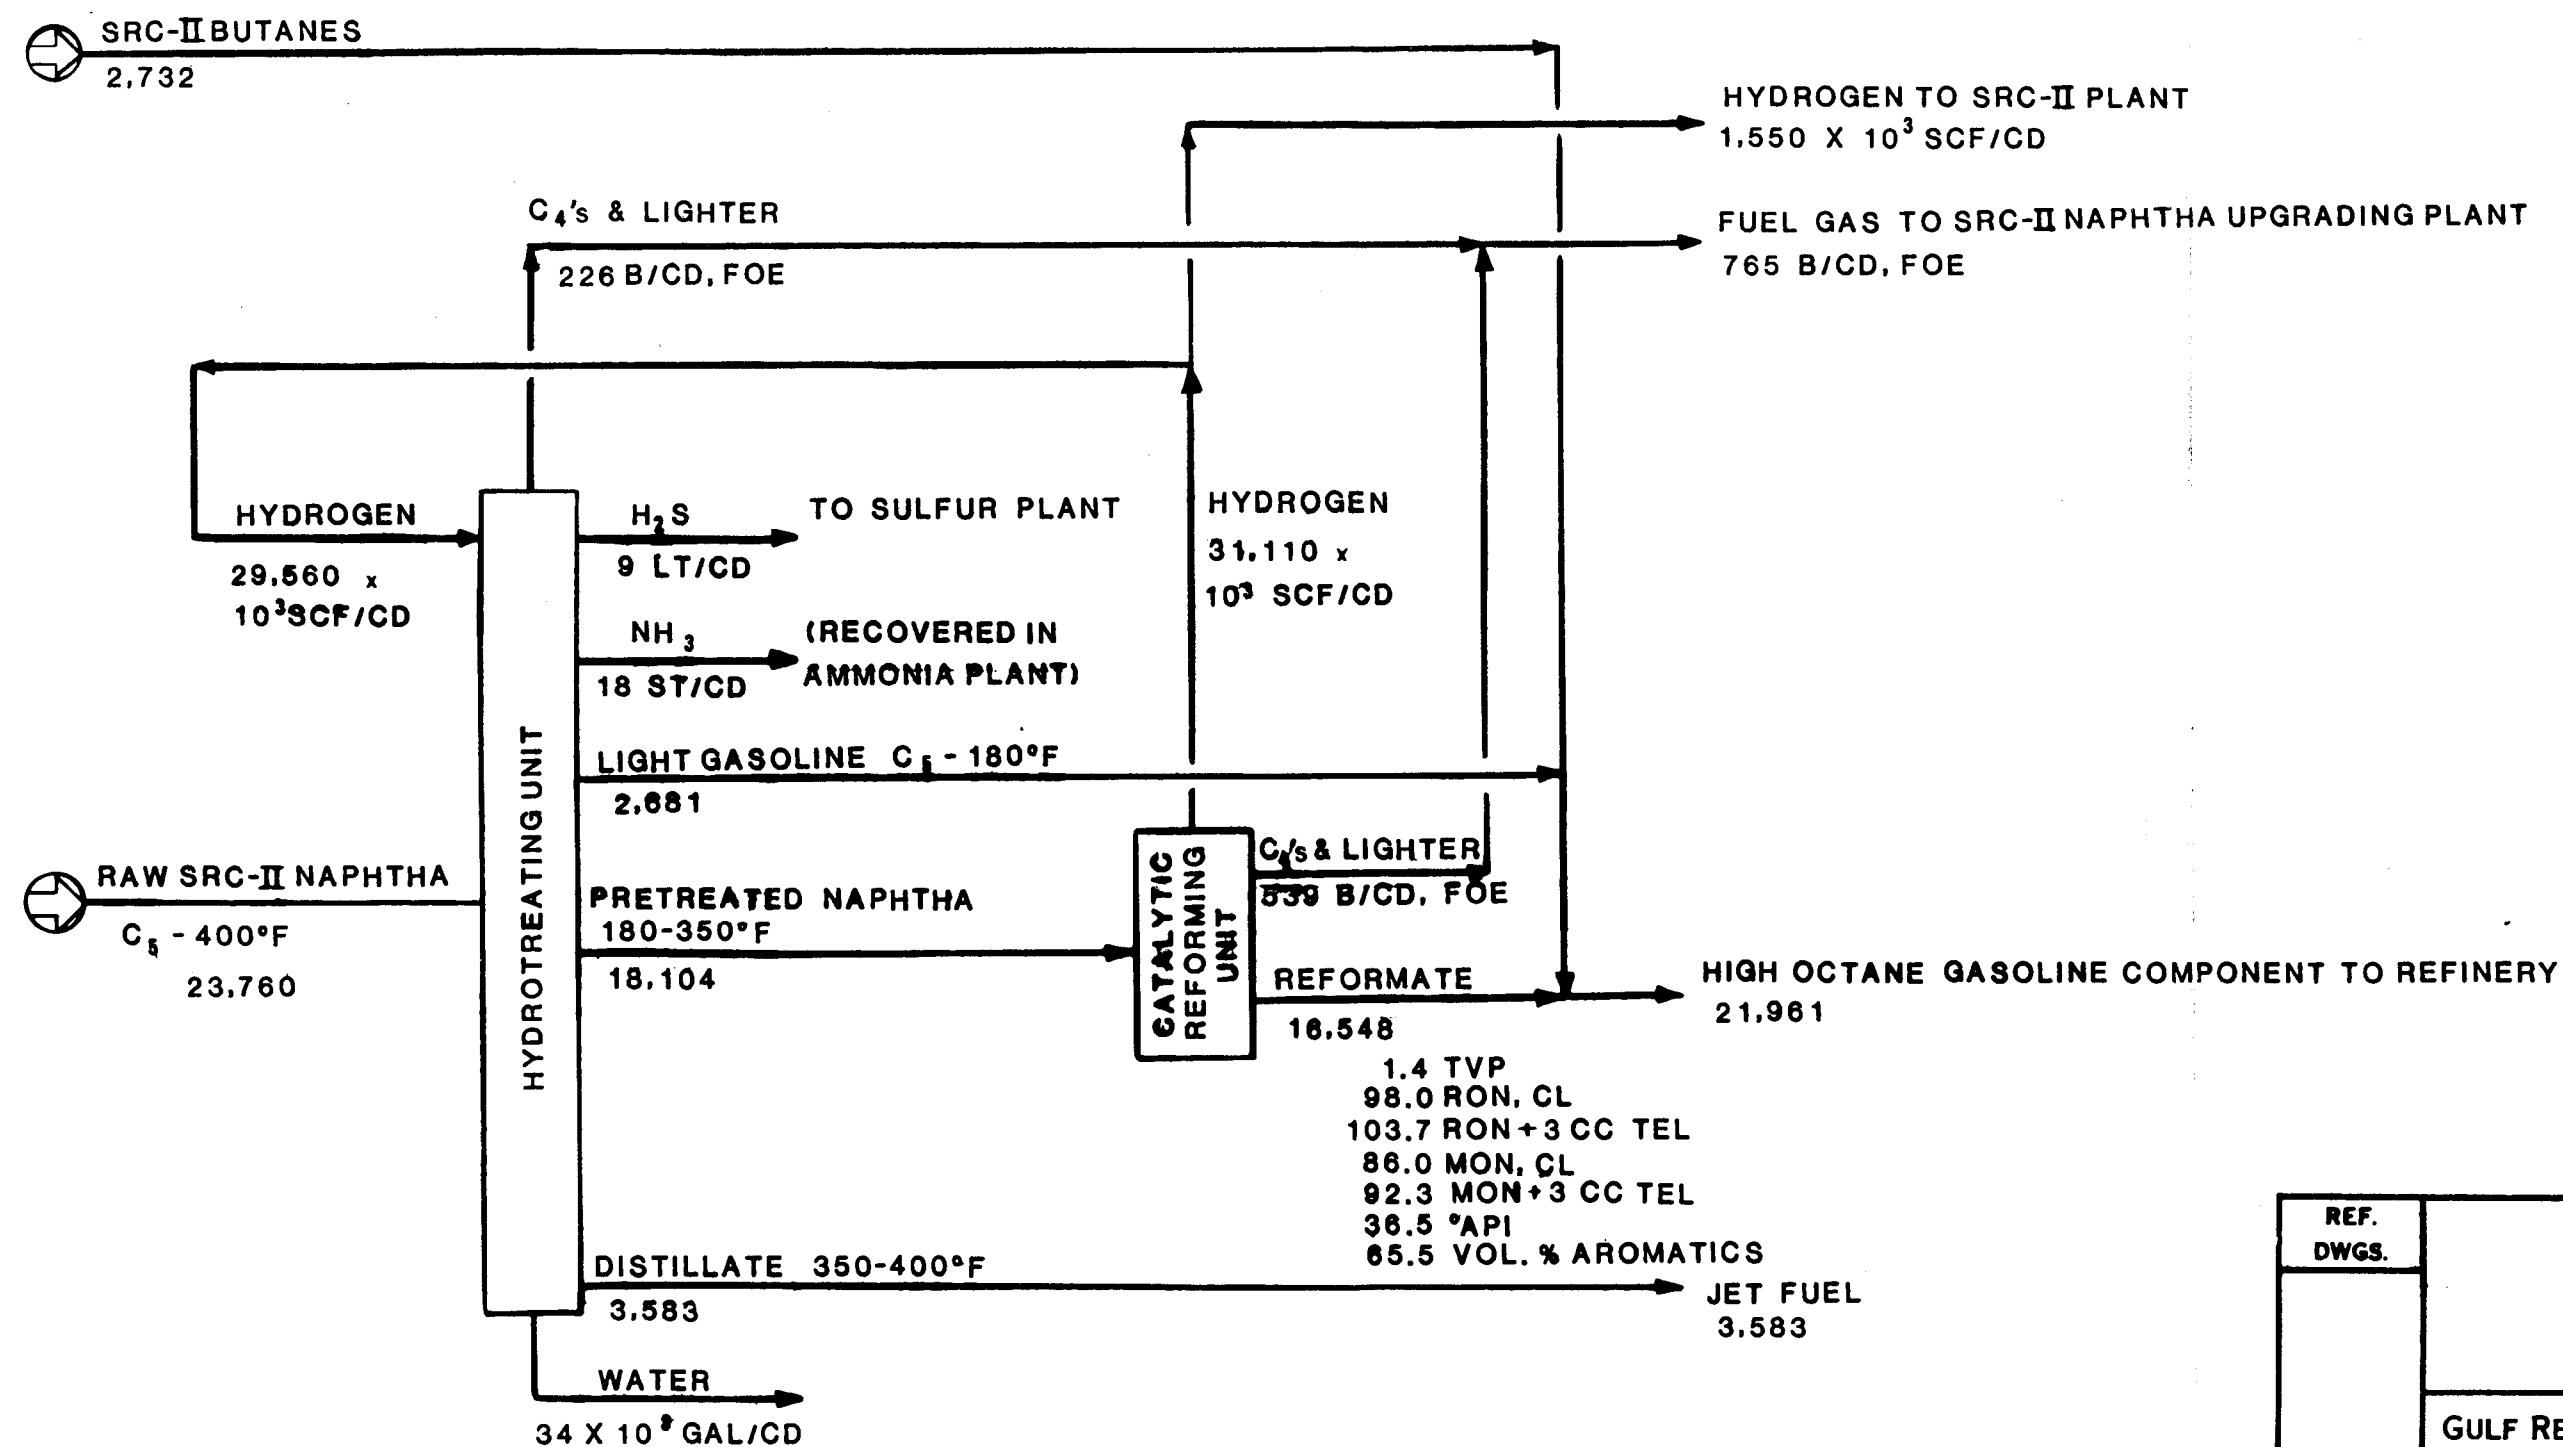 SRC-II BUTANES
2,732
HYDROGEN TO SRC-II PLANT
1,550 X 10³ SCF/CD
C₄'s & LIGHTER
226 B/CD, FOE
FUEL GAS TO SRC-II NAPHTHA UPGRADING PLANT
765 B/CD, FOE
HYDROGEN
29,560 x
10³SCF/CD
H₂S
9 LT/CD
TO SULFUR PLANT
HYDROGEN
31,110 x
10³ SCF/CD
NH₃
18 ST/CD
(RECOVERED IN
AMMONIA PLANT)
HYDROTREATING UNIT
LIGHT GASOLINE C₅ - 180°F
2,681
RAW SRC-II NAPHTHA
C₅ - 400°F
23,760
PRETREATED NAPHTHA
180-350°F
18,104
CATALYTIC
REFORMING
UNIT
C₄'s & LIGHTER
539 B/CD, FOE
REFORMATE
16,548
1.4 TVP
98.0 RON, CL
103.7 RON + 3 CC TEL
86.0 MON, CL
92.3 MON + 3 CC TEL
36.5 °API
65.5 VOL. % AROMATICS
HIGH OCTANE GASOLINE COMPONENT TO REFINERY
21,961
DISTILLATE 350-400°F
3,583
JET FUEL
3,583
WATER
34 X 10³ GAL/CD
REF.
DWGS.
GULF RE